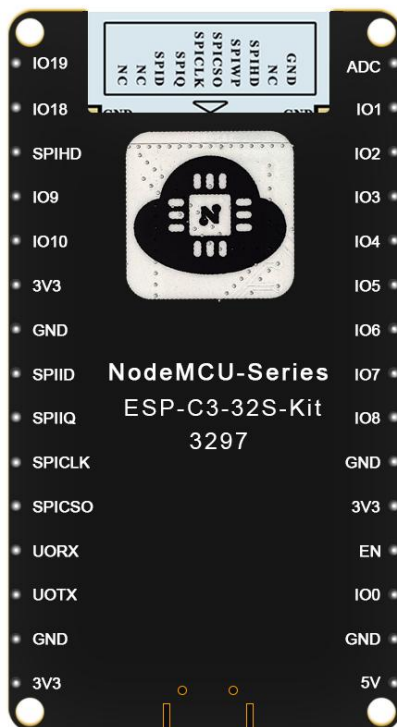 NC
NC
SPID
SPIQ
SPICLK
SPICSO
SPIWP
SPIHD
NC
GND
GND
GND
IO19
IO18
SPIHD
IO9
IO10
3V3
GND
SPIID
SPIIQ
SPICLK
SPICSO
UORX
UOTX
GND
3V3
NodeMCU-Series
ESP-C3-32S-Kit
3297
ADC
IO1
IO2
IO3
IO4
IO5
IO6
IO7
IO8
GND
3V3
EN
IO0
GND
5V